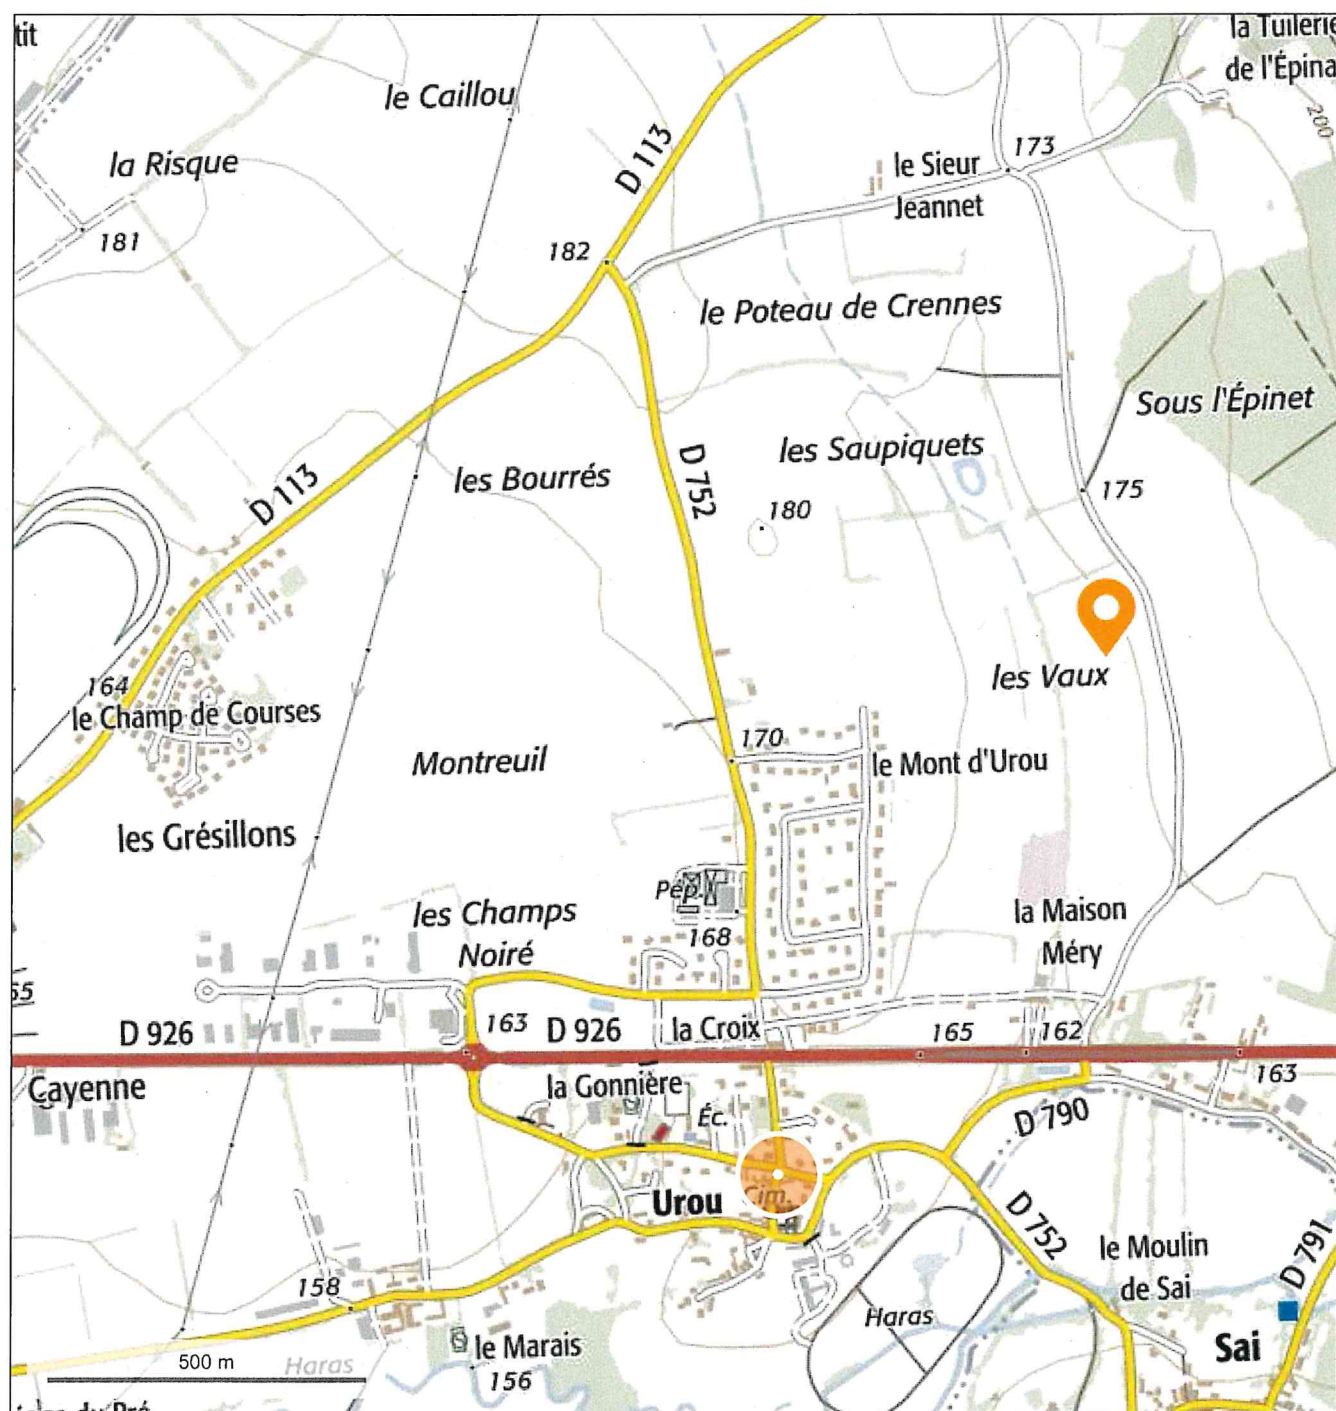 tit
la Tuilerie
de l'Épina
le Caillou
200
D 113
173
la Risque
le Sieur
Jeannet
181
182
le Poteau de Crennes
Sous l'Épinet
les Saupiquets
les Bourrés
D 752
D 113
175
180
les Vaux
164
le Champ de Courses
170
Montreuil
le Mont d'Urou
les Grésillons
Pép.
les Champs
Noiré
168
la Maison
Méry
D 926
163
D 926
la Croix
165
162
163
Cayenne
la Gonnière
Éc.
D 790
Cim.
Urou
D 752
le Moulin
de Sai
D 791
158
Haras
Sai
le Marais
156
500 m
Haras